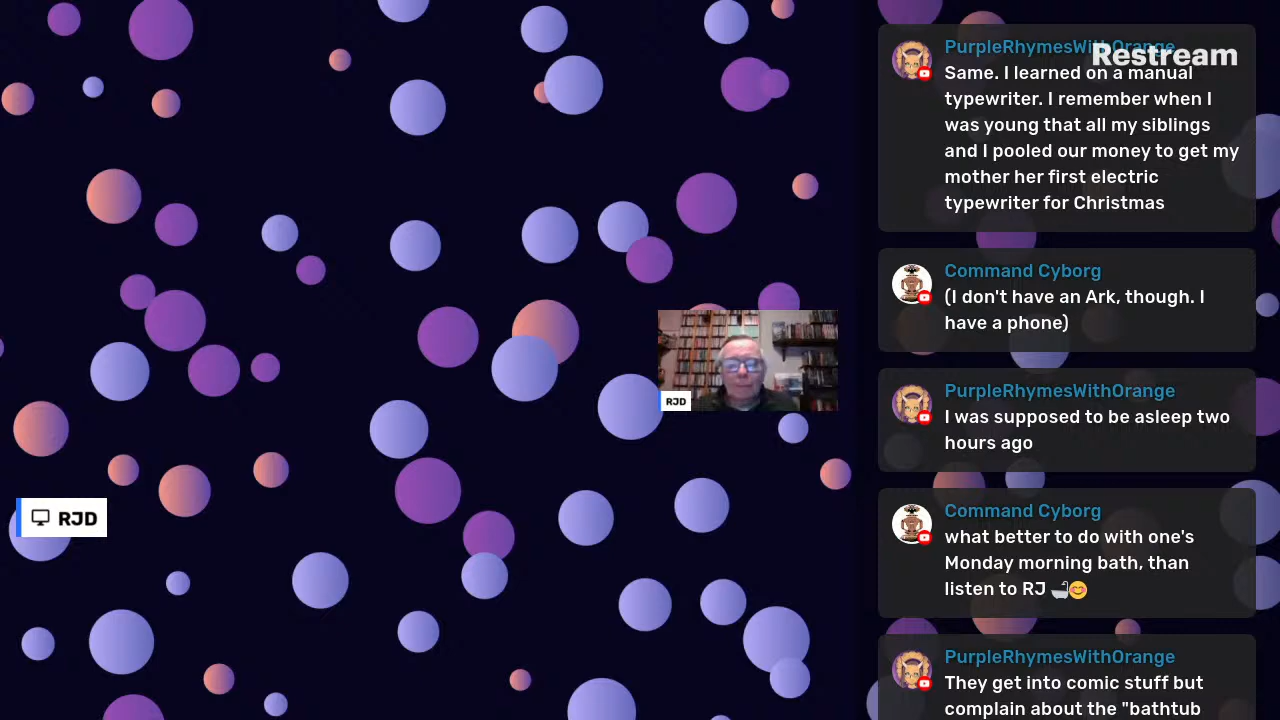 PurpleRhymesWithOrange
Restream
Same. I learned on a manual
typewriter. I remember when I
was young that all my siblings
and I pooled our money to get my
mother her first electric
typewriter for Christmas
Command Cyborg
(I don't have an Ark, though. I
have a phone)
PurpleRhymesWithOrange
I was supposed to be asleep two
hours ago
RJD
Command Cyborg
what better to do with one's
Monday morning bath, than
listen to RJ 🛁😊
RJD
PurpleRhymesWithOrange
They get into comic stuff but
complain about the "bathtub